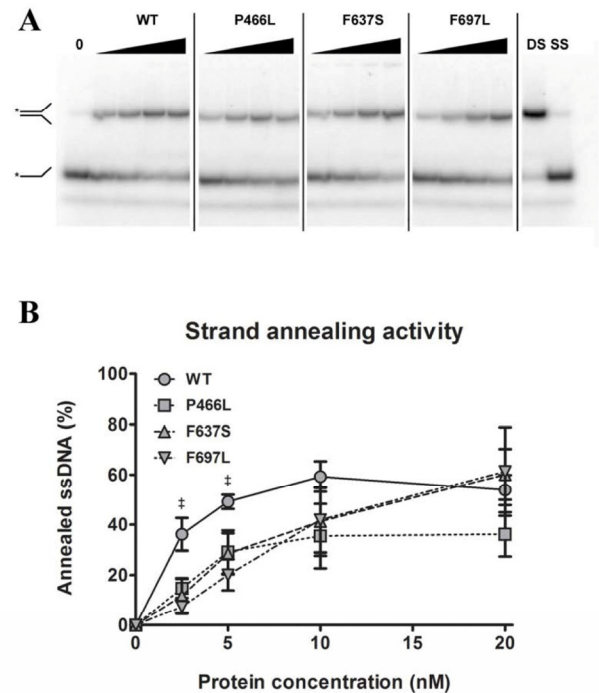 A
0 WT P466L F637S F697L DS SS
*
*
B
Strand annealing activity
Annealed ssDNA (%)
100
80
60
40
20
0
WT
P466L
F637S
F697L
‡ ‡
0 5 10 15 20
Protein concentration (nM)